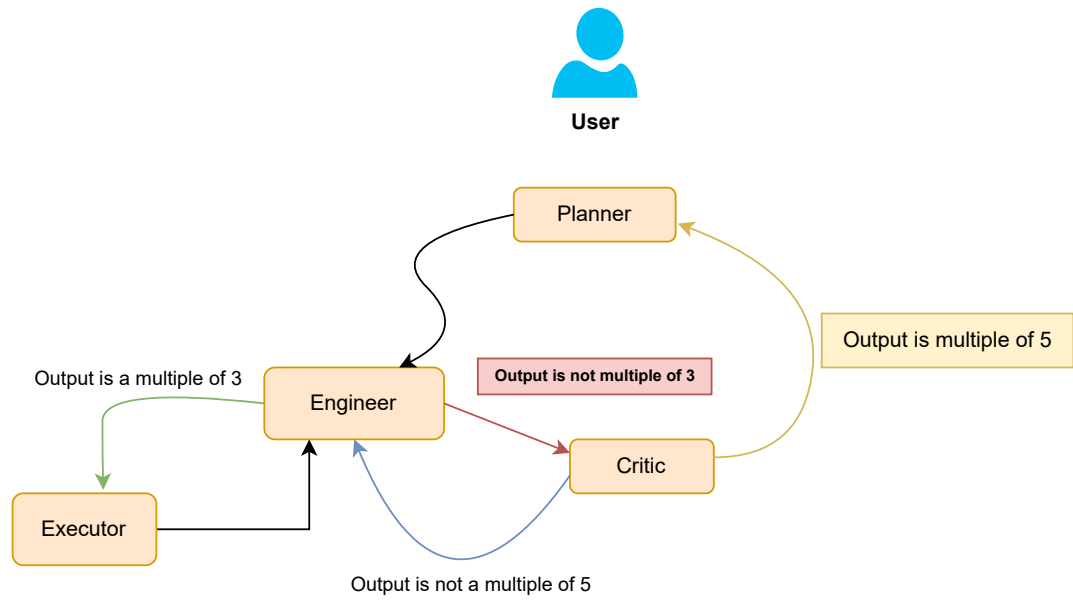 User
Planner
Output is multiple of 5
Output is a multiple of 3
Output is not multiple of 3
Engineer
Critic
Executor
Output is not a multiple of 5